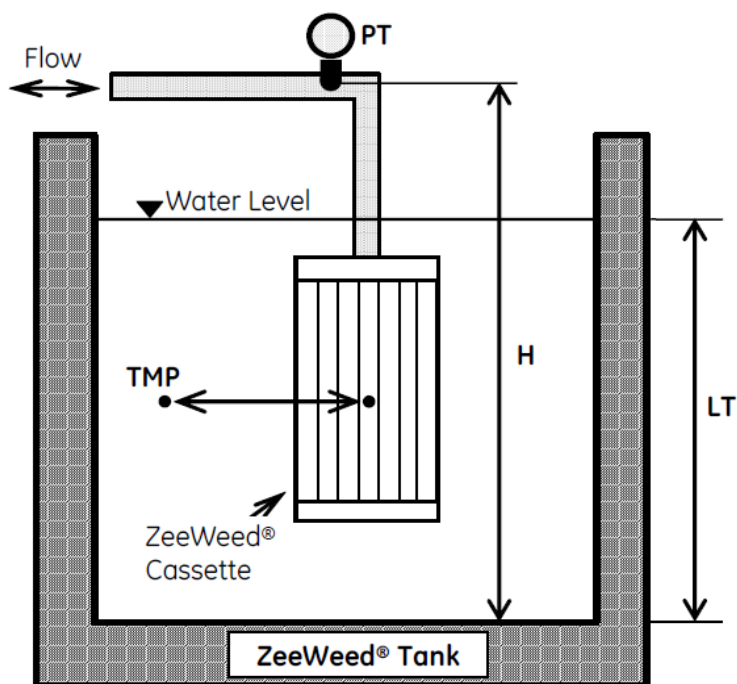 PT
Flow
Water Level
H
TMP
LT
ZeeWeed®
Cassette
ZeeWeed® Tank